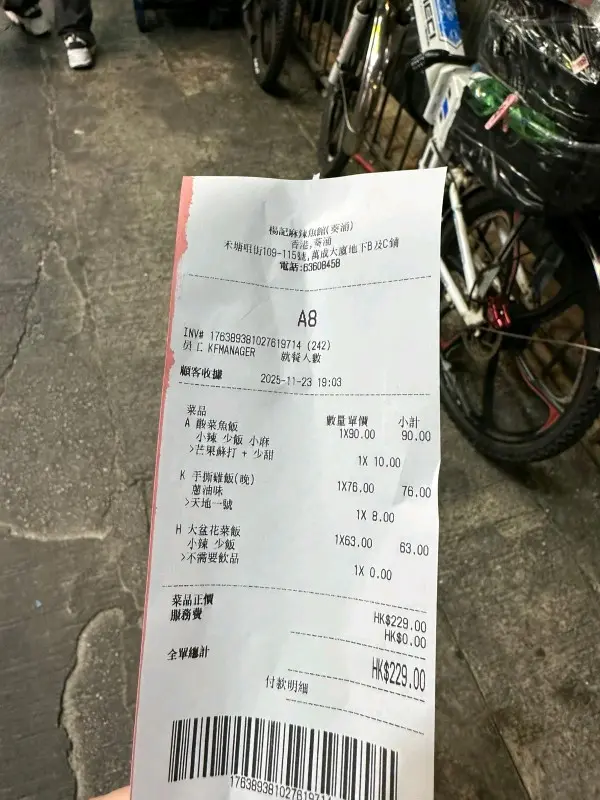 楊記麻辣魚館(葵涌)
香港,葵涌
禾塘咀街109-115號,萬成大廈地下B及C鋪
電話:63608458
A8
INV# 176389381027619714 (242)
員工 KFMANAGER 就餐人數
顧客收據 2025-11-23 19:03
菜品 數量單價 小計
A 酸菜魚飯 1X90.00 90.00
小辣 少飯 小麻
>芒果蘇打 + 少甜 1X 10.00
K 手撕雞飯(晚) 1X76.00 76.00
蔥油味
>天地一號 1X 8.00
H 大盆花菜飯 1X63.00 63.00
小辣 少飯
>不需要飲品 1X 0.00
菜品正價 HK$229.00
服務費 HK$0.00
全單總計 HK$229.00
付款明細
176389381027619714